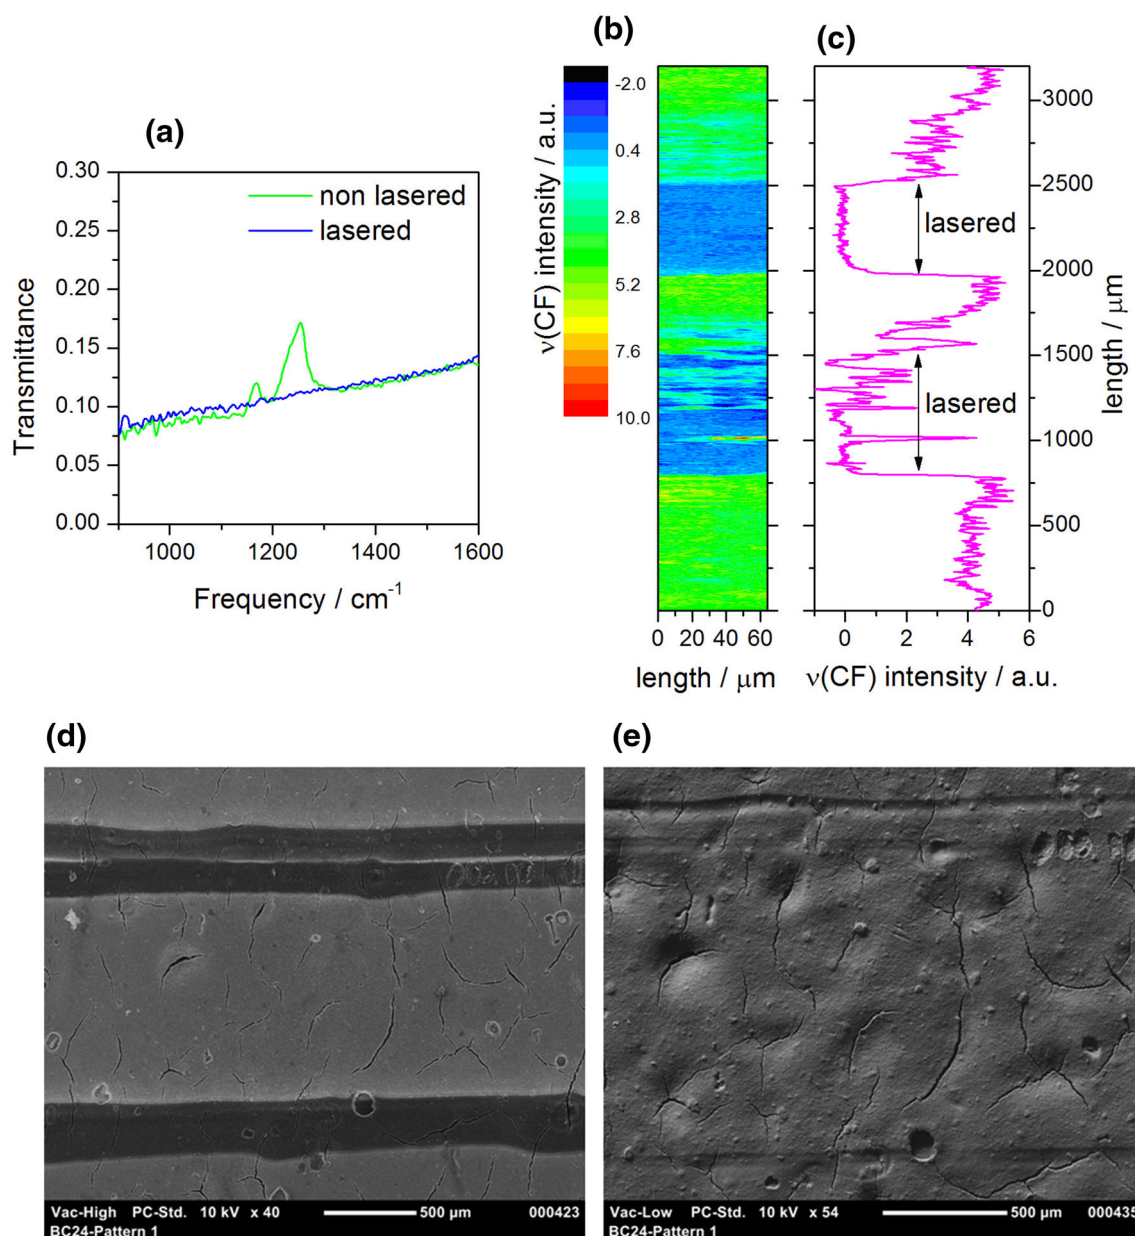 (a)
0.30
0.25
0.20
0.15
0.10
0.05
0.00
Transmittance
non lasered
lasered
1000 1200 1400 1600
Frequency / cm-1
(b)
ν(CF) intensity / a.u.
-2.0
0.4
2.8
5.2
7.6
10.0
0 20 40 60
length / μm
(c)
lasered
lasered
3000
2500
2000
1500
1000
500
0
length / μm
0 2 4 6
ν(CF) intensity / a.u.
(d)
Vac-High PC-Std. 10 kV x 40 500 μm 000423
BC24-Pattern 1
(e)
Vac-Low PC-Std. 10 kV x 54 500 μm 000435
BC24-Pattern 1